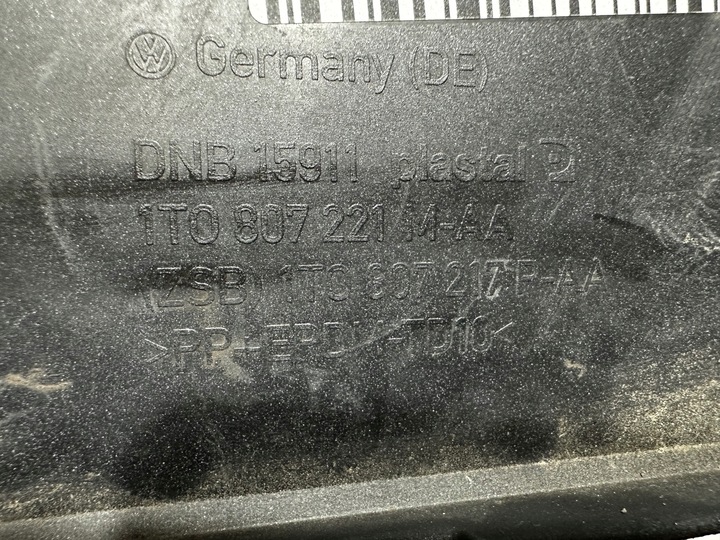 Germany (DE)
DNB 15911 plastal
1T0 807 221 M-AA
(ZSB) 1T0 807 217 F-AA
>PP+EPDM-TD10<